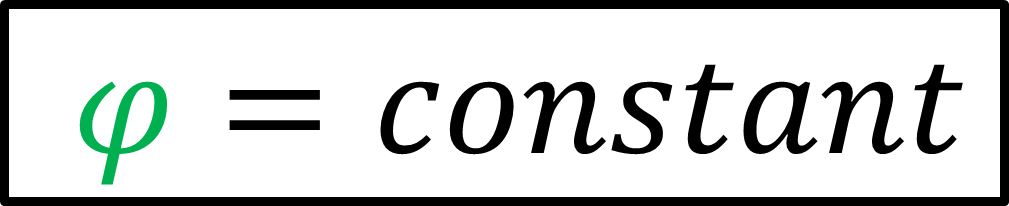 φ = constant